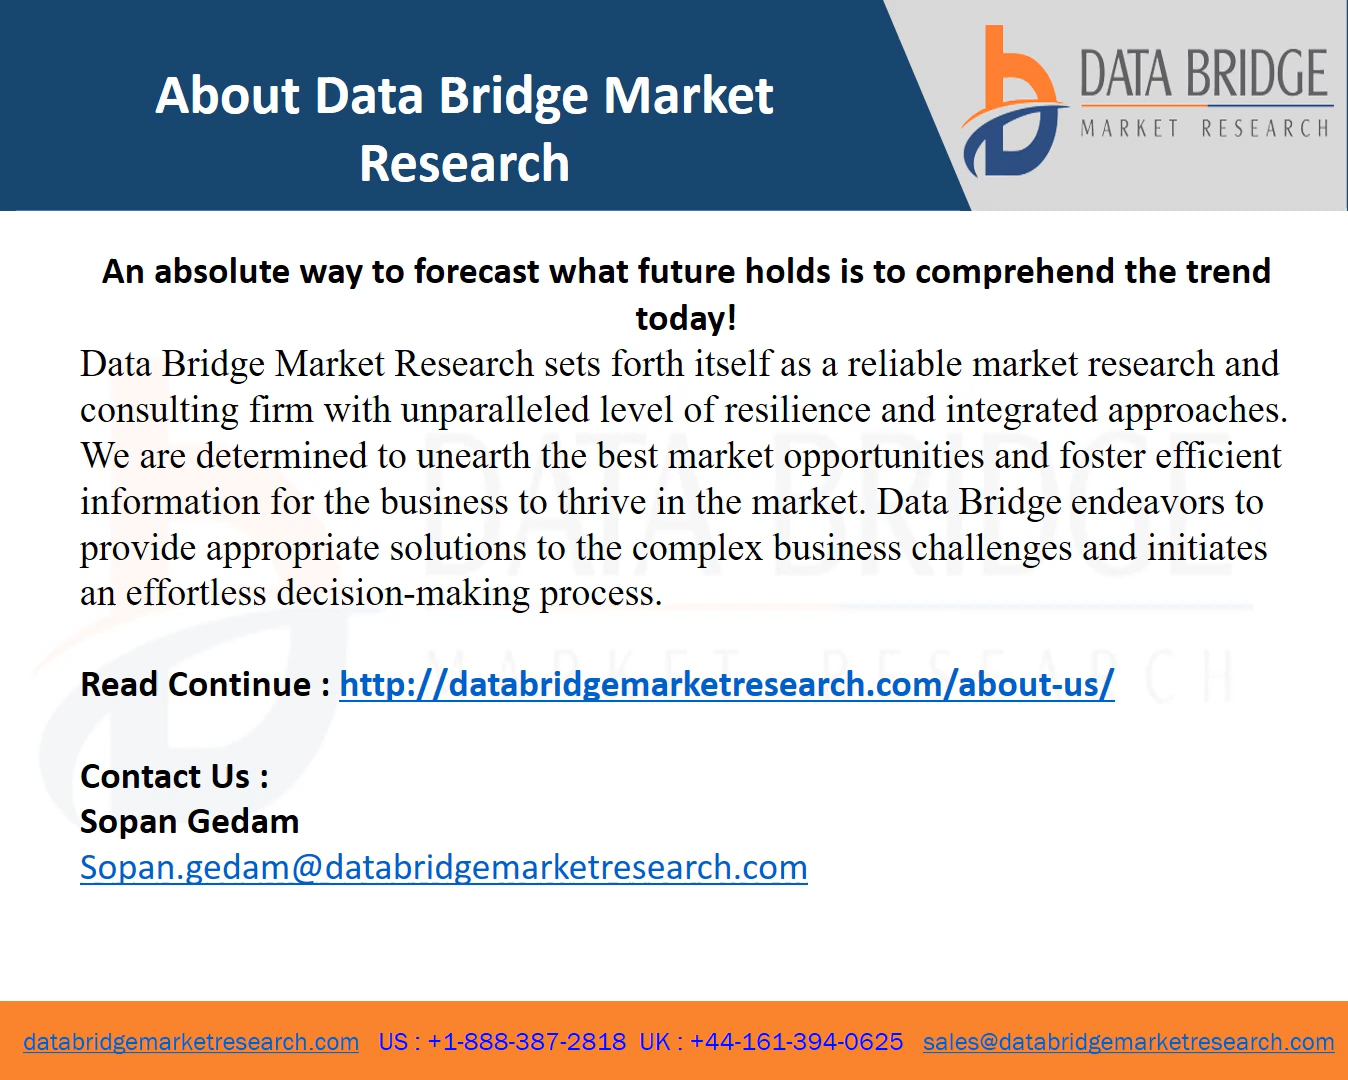 About Data Bridge Market
Research
DATA BRIDGE
MARKET RESEARCH
An absolute way to forecast what future holds is to comprehend the trend
today!
Data Bridge Market Research sets forth itself as a reliable market research and
consulting firm with unparalleled level of resilience and integrated approaches.
We are determined to unearth the best market opportunities and foster efficient
information for the business to thrive in the market. Data Bridge endeavors to
provide appropriate solutions to the complex business challenges and initiates
an effortless decision-making process.
DATA BRIDGE
MARKET RESEARCH
Read Continue : http://databridgemarketresearch.com/about-us/
Contact Us :
Sopan Gedam
Sopan.gedam@databridgemarketresearch.com
databridgemarketresearch.com US : +1-888-387-2818 UK : +44-161-394-0625 sales@databridgemarketresearch.com